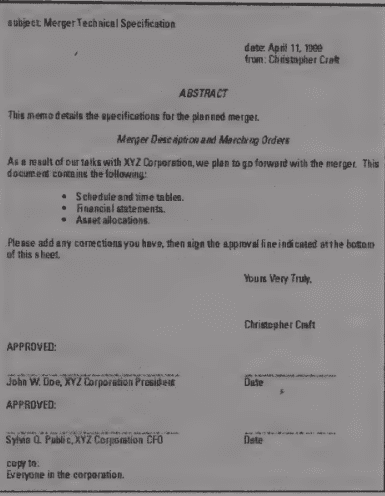 subject: Merger Technical Specification
date: April 11, 1999
from: Christopher Craft
ABSTRACT
This memo details the specifications for the planned merger.
Merger Description and Marching Orders
As a result of our talks with XYZ Corporation, we plan to go forward with the merger. This
document contains the following:
• Schedule and time tables.
• Financial statements.
• Asset allocations.
Please add any corrections you have, then sign the approval line indicated at the bottom
of this sheet.
Yours Very Truly,
Christopher Craft
APPROVED:
John W. Doe, XYZ Corporation President
Date
APPROVED:
Sylvia Q. Public, XYZ Corporation CFO
Date
copy to:
Everyone in the corporation.